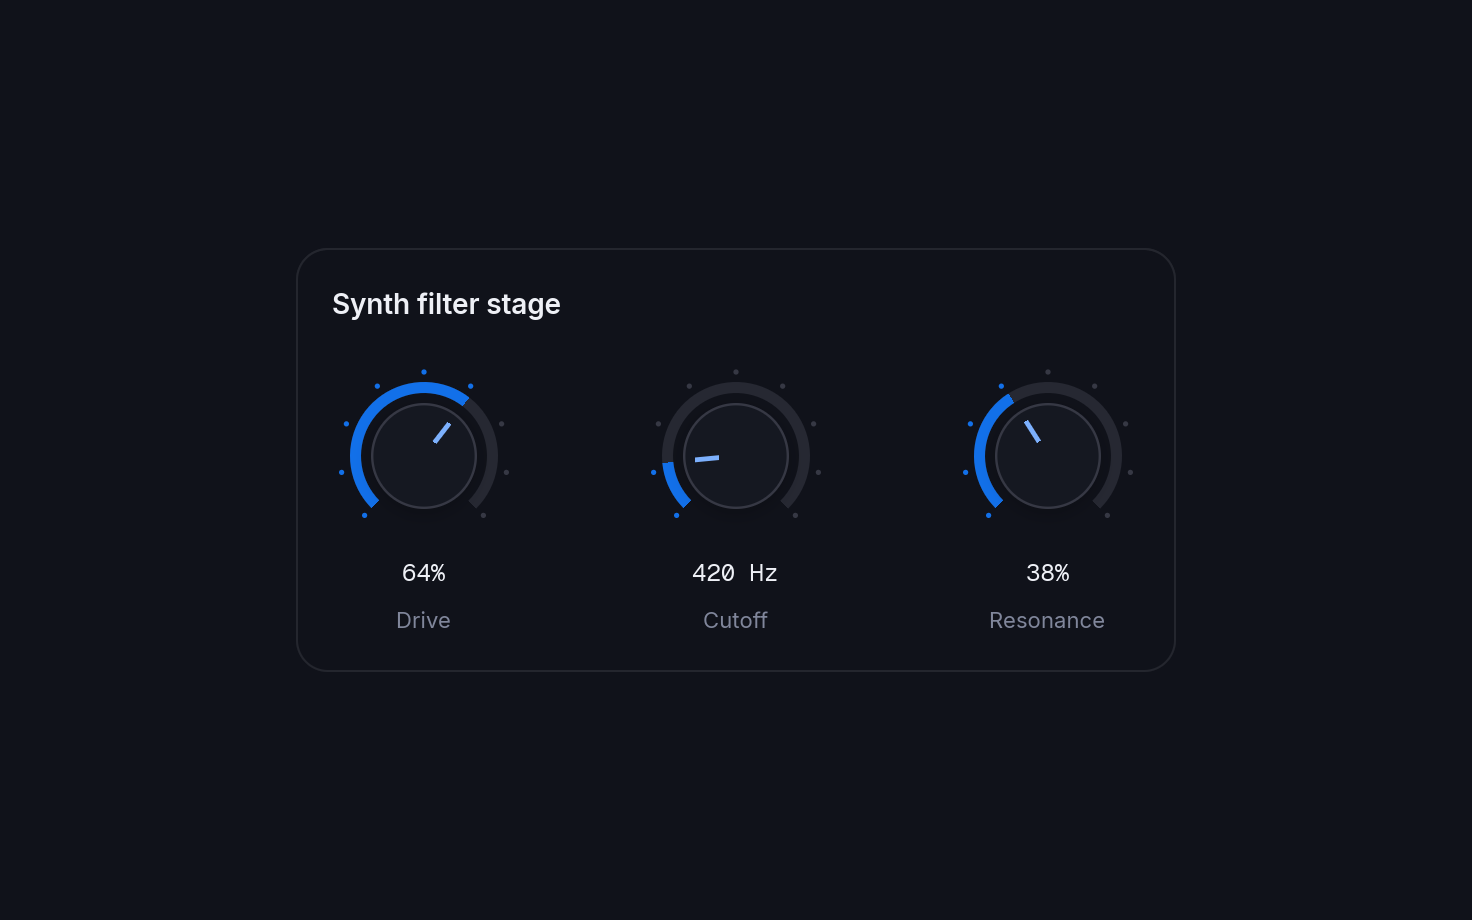 Synth filter stage
64%
420 Hz
38%
Drive
Cutoff
Resonance